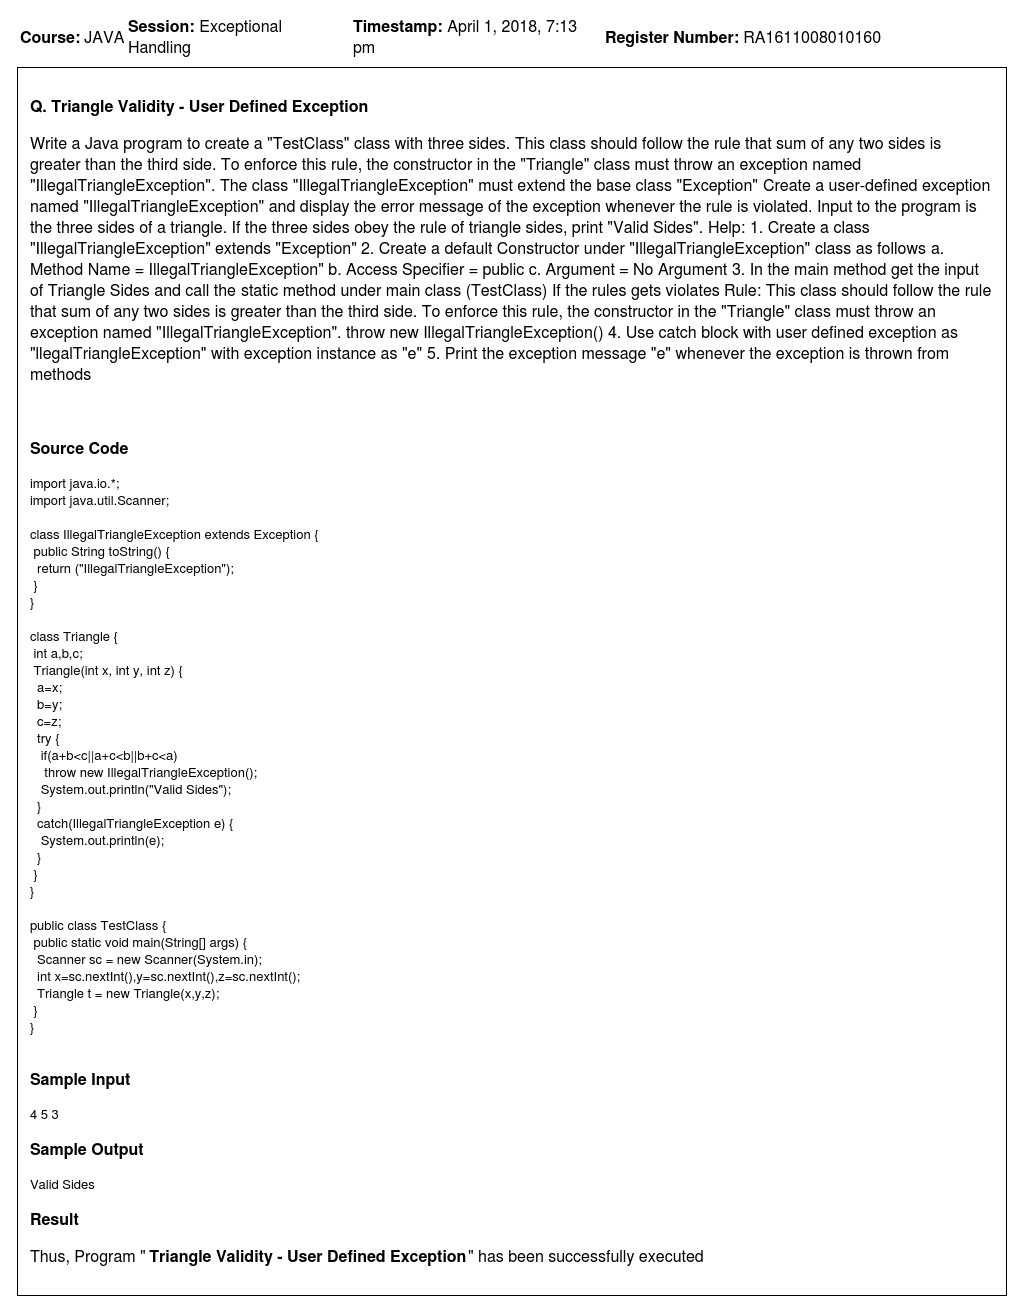 Course: JAVA Session: Exceptional Handling Timestamp: April 1, 2018, 7:13 pm Register Number: RA1611008010160
Q. Triangle Validity - User Defined Exception
Write a Java program to create a "TestClass" class with three sides. This class should follow the rule that sum of any two sides is
greater than the third side. To enforce this rule, the constructor in the "Triangle" class must throw an exception named
"IllegalTriangleException". The class "IllegalTriangleException" must extend the base class "Exception" Create a user-defined exception
named "IllegalTriangleException" and display the error message of the exception whenever the rule is violated. Input to the program is
the three sides of a triangle. If the three sides obey the rule of triangle sides, print "Valid Sides". Help: 1. Create a class
"IllegalTriangleException" extends "Exception" 2. Create a default Constructor under "IllegalTriangleException" class as follows a.
Method Name = IllegalTriangleException" b. Access Specifier = public c. Argument = No Argument 3. In the main method get the input
of Triangle Sides and call the static method under main class (TestClass) If the rules gets violates Rule: This class should follow the rule
that sum of any two sides is greater than the third side. To enforce this rule, the constructor in the "Triangle" class must throw an
exception named "IllegalTriangleException". throw new IllegalTriangleException() 4. Use catch block with user defined exception as
"llegalTriangleException" with exception instance as "e" 5. Print the exception message "e" whenever the exception is thrown from
methods
Source Code
import java.io.*;
import java.util.Scanner;
class IllegalTriangleException extends Exception {
public String toString() {
return ("IllegalTriangleException");
}
}
class Triangle {
int a,b,c;
Triangle(int x, int y, int z) {
a=x;
b=y;
c=z;
try {
if(a+b<c||a+c<b||b+c<a)
throw new IllegalTriangleException();
System.out.println("Valid Sides");
}
catch(IllegalTriangleException e) {
System.out.println(e);
}
}
}
public class TestClass {
public static void main(String[] args) {
Scanner sc = new Scanner(System.in);
int x=sc.nextInt(),y=sc.nextInt(),z=sc.nextInt();
Triangle t = new Triangle(x,y,z);
}
}
Sample Input
4 5 3
Sample Output
Valid Sides
Result
Thus, Program " Triangle Validity - User Defined Exception" has been successfully executed